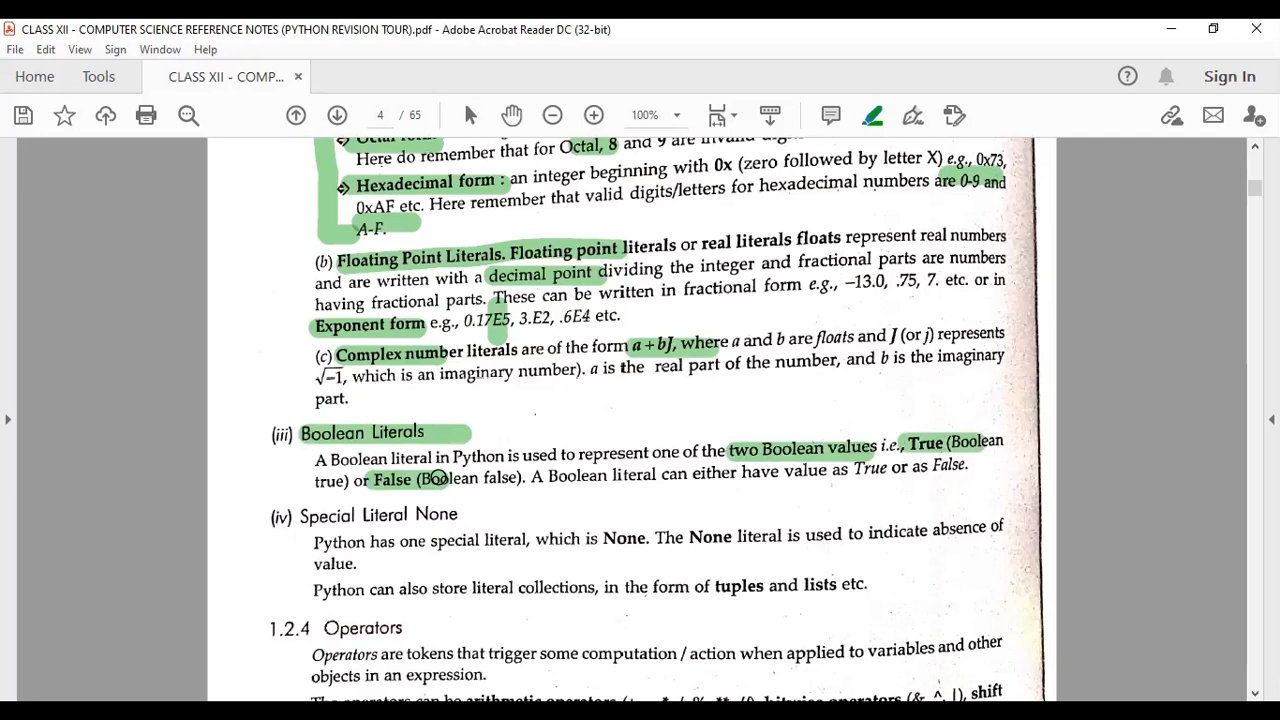 CLASS XII - COMPUTER SCIENCE REFERENCE NOTES (PYTHON REVISION TOUR).pdf - Adobe Acrobat Reader DC (32-bit)
File Edit View Sign Window Help
Home Tools CLASS XII - COMP... × Sign In
4 / 65 100%
Here do remember that for Octal, 8 and 9 are invalid
Hexadecimal form : an integer beginning with 0x (zero followed by letter X) e.g., 0x73,
0xAF etc. Here remember that valid digits/letters for hexadecimal numbers are 0-9 and
A-F.
(b) Floating Point Literals. Floating point literals or real literals floats represent real numbers
and are written with a decimal point dividing the integer and fractional parts are numbers
having fractional parts. These can be written in fractional form e.g., −13.0, .75, 7. etc. or in
Exponent form e.g., 0.17E5, 3.E2, .6E4 etc.
(c) Complex number literals are of the form a + bJ, where a and b are floats and J (or j) represents
√−1, which is an imaginary number). a is the real part of the number, and b is the imaginary
part.
(iii) Boolean Literals
A Boolean literal in Python is used to represent one of the two Boolean values i.e., True (Boolean
true) or False (Boolean false). A Boolean literal can either have value as True or as False.
(iv) Special Literal None
Python has one special literal, which is None. The None literal is used to indicate absence of
value.
Python can also store literal collections, in the form of tuples and lists etc.
1.2.4 Operators
Operators are tokens that trigger some computation / action when applied to variables and other
objects in an expression.
shift